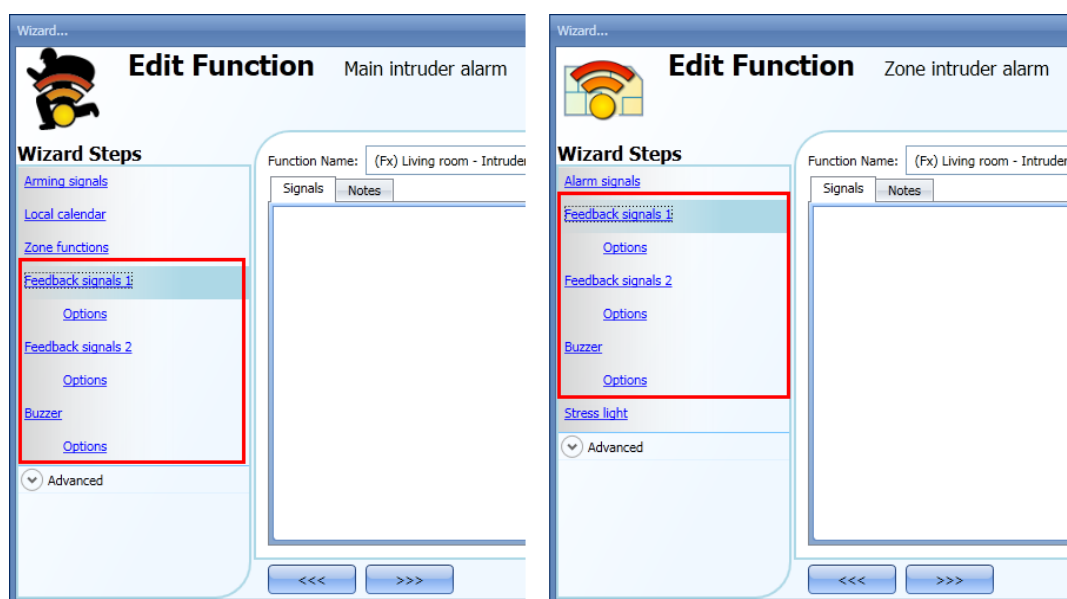 Wizard...
Edit Function Main intruder alarm
Wizard Steps
Arming signals
Local calendar
Zone functions
Feedback signals 1
Options
Feedback signals 2
Options
Buzzer
Options
Advanced
Function Name: (Fx) Living room - Intruder
Signals Notes
<<< >>>
Wizard...
Edit Function Zone intruder alarm
Wizard Steps
Alarm signals
Feedback signals 1
Options
Feedback signals 2
Options
Buzzer
Options
Stress light
Advanced
Function Name: (Fx) Living room - Intruder
Signals Notes
<<< >>>